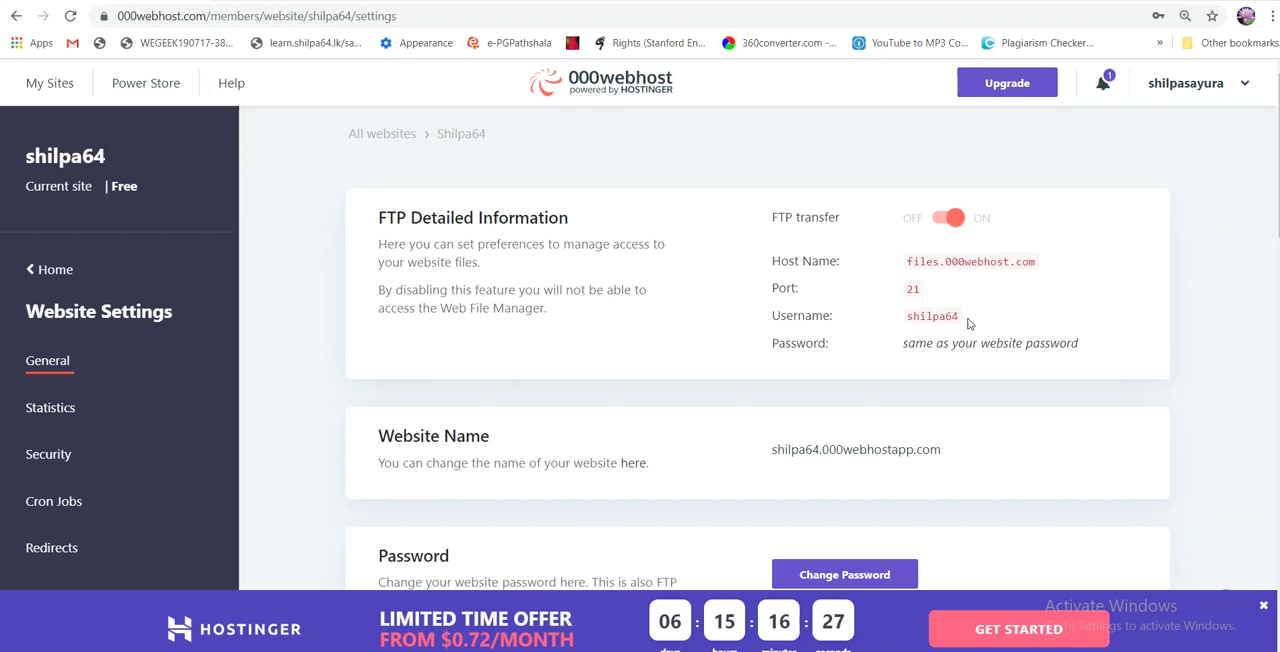 000webhost.com/members/website/shilpa64/settings
Apps
WEGEEK190717-38...
learn.shilpa64.lk/sa...
Appearance
e-PGPathshala
Rights (Stanford En...
360converter.com -...
YouTube to MP3 Co...
Plagiarism Checker...
»
Other bookmarks
My Sites
Power Store
Help
000webhost
powered by HOSTINGER
Upgrade
1
shilpasayura
shilpa64
Current site | Free
Home
Website Settings
General
Statistics
Security
Cron Jobs
Redirects
All websites › Shilpa64
FTP Detailed Information
Here you can set preferences to manage access to
your website files.
By disabling this feature you will not be able to
access the Web File Manager.
FTP transfer OFF ON
Host Name: files.000webhost.com
Port: 21
Username: shilpa64
Password: same as your website password
Website Name
You can change the name of your website here.
shilpa64.000webhostapp.com
Password
Change your website password here. This is also FTP
Change Password
HOSTINGER
LIMITED TIME OFFER
FROM $0.72/MONTH
06 : 15 : 16 : 27
days hours minutes seconds
GET STARTED
Activate Windows
to Settings to activate Windows.